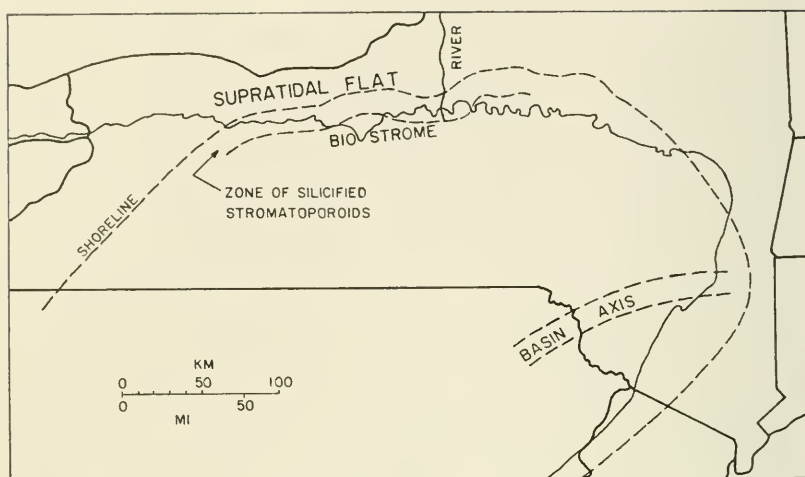 RIVER
SUPRATIDAL FLAT
BIO STROME
ZONE OF SILICIFIED
STROMATOPOROIDS
SHORELINE
BASIN AXIS
KM
0 50 100
0 50
MI